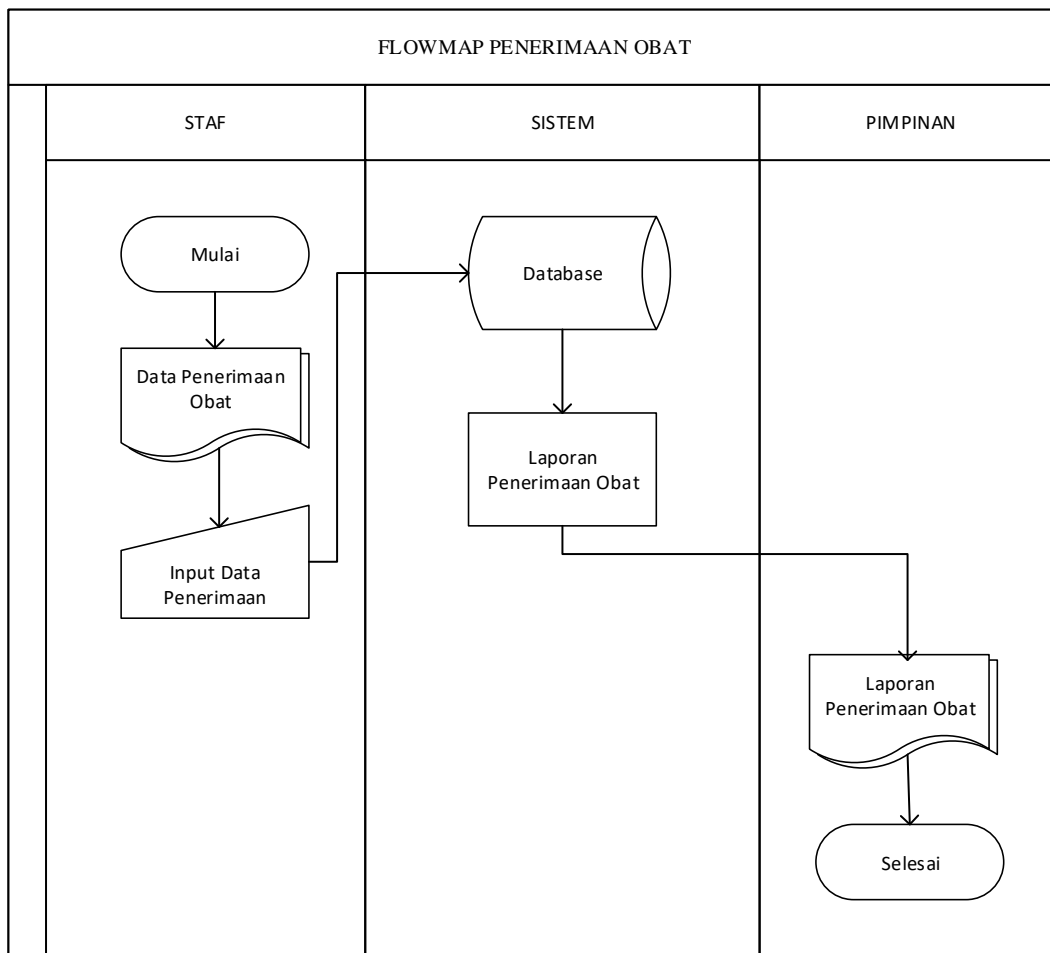 FLOWMAP PENERIMAAN OBAT
STAF
SISTEM
PIMPINAN
Mulai
Database
Data Penerimaan
Obat
Laporan
Penerimaan Obat
Input Data
Penerimaan
Laporan
Penerimaan Obat
Selesai